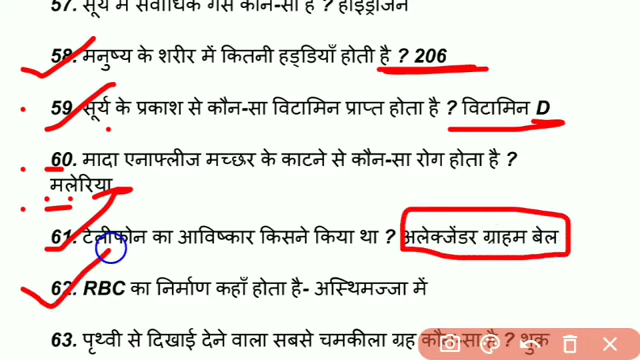 57. सूर्य में सर्वाधिक गैस कौन-सी है ? हाइड्रोजन
58. मनुष्य के शरीर में कितनी हड्डियाँ होती है ? 206
59. सूर्य के प्रकाश से कौन-सा विटामिन प्राप्त होता है ? विटामिन D
60. मादा एनाफ्लीज मच्छर के काटने से कौन-सा रोग होता है ?
मलेरिया
61. टेलीफोन का आविष्कार किसने किया था ? अलेक्जेंडर ग्राहम बेल
62. RBC का निर्माण कहाँ होता है- अस्थिमज्जा में
63. पृथ्वी से दिखाई देने वाला सबसे चमकीला ग्रह कौन-सा है ? शुक्र